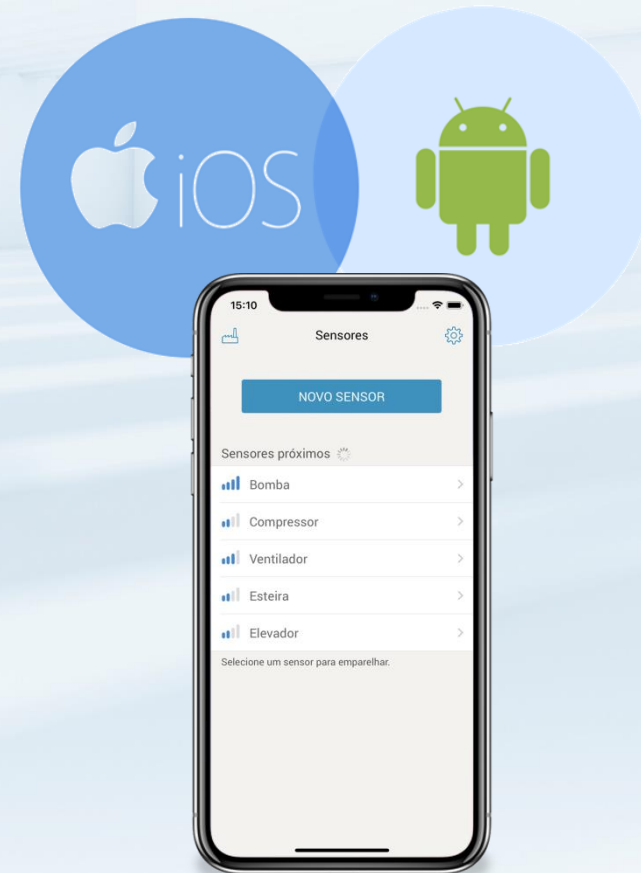 iOS
15:10
Sensores
NOVO SENSOR
Sensores próximos
Bomba
Compressor
Ventilador
Esteira
Elevador
Selecione um sensor para emparelhar.